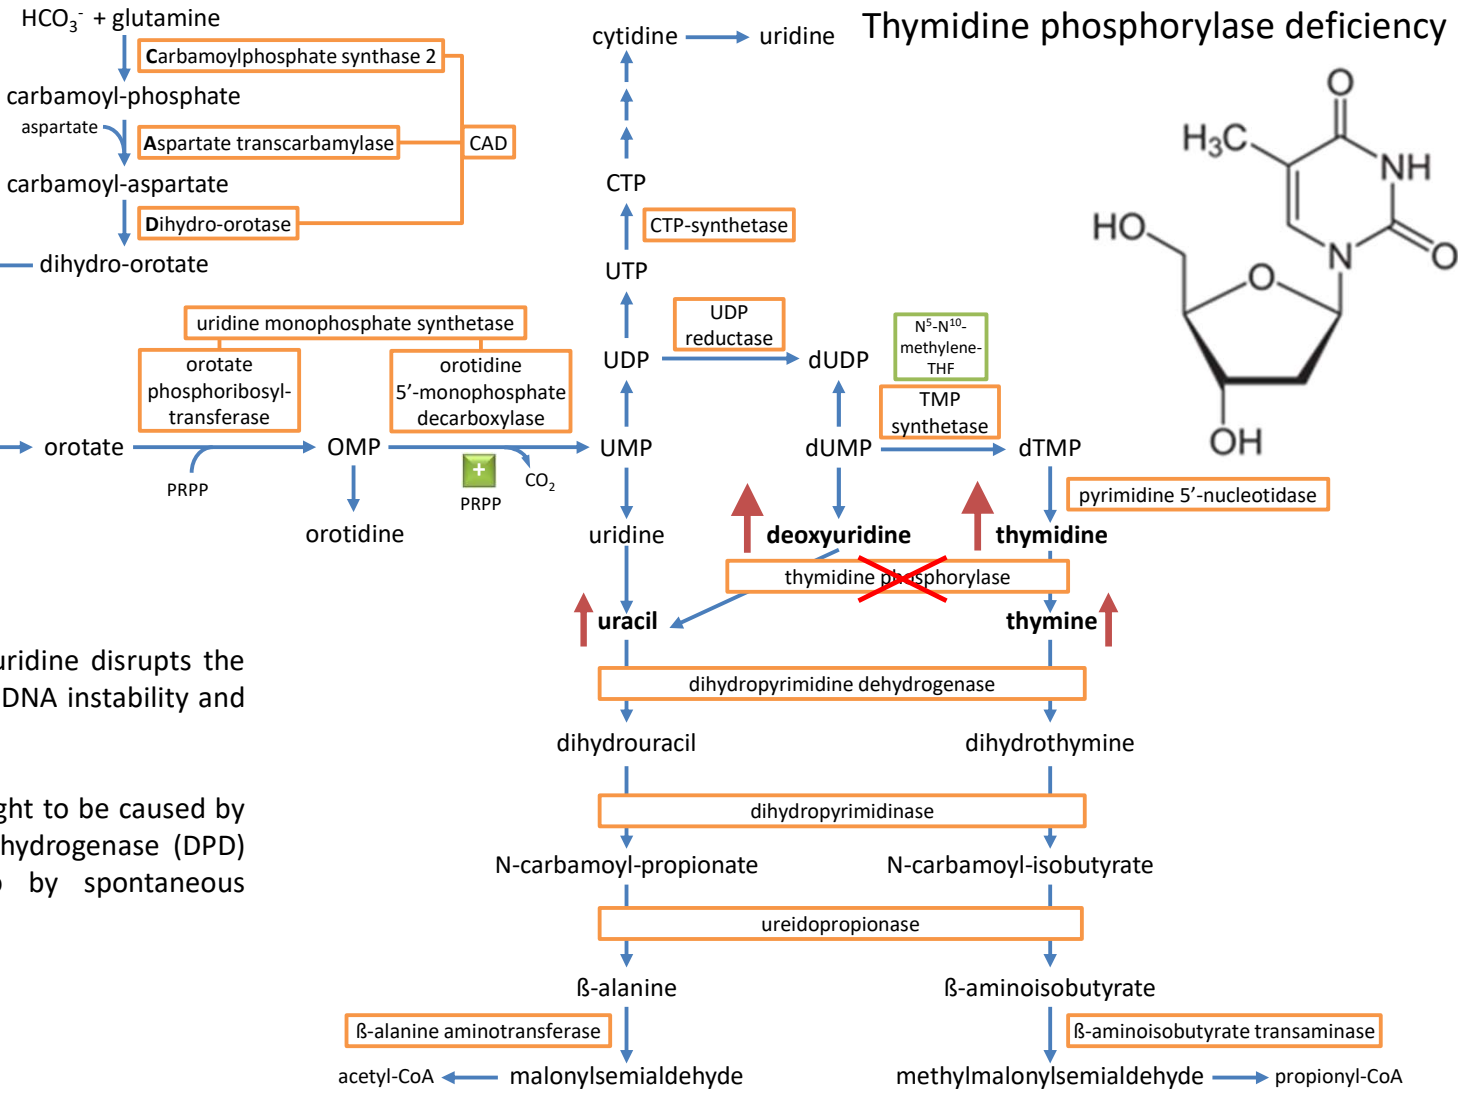 Thymidine phosphorylase deficiency
HCO₃⁻ + glutamine
Carbamoylphosphate synthase 2
carbamoyl-phosphate
aspartate
Aspartate transcarbamylase
CAD
carbamoyl-aspartate
Dihydro-orotase
dihydro-orotate
cytidine
uridine
CTP
CTP-synthetase
UTP
uridine monophosphate synthetase
orotate
phosphoribosyl-
transferase
orotidine
5’-monophosphate
decarboxylase
UDP
UDP
reductase
dUDP
N⁵-N¹⁰-
methylene-
THF
TMP
synthetase
orotate
PRPP
OMP
+
PRPP
CO₂
UMP
dUMP
dTMP
pyrimidine 5’-nucleotidase
orotidine
uridine
deoxyuridine
thymidine
thymidine phosphorylase
uracil
thymine
uridine disrupts the
DNA instability and
dihydropyrimidine dehydrogenase
dihydrouracil
dihydrothymine
ght to be caused by
hydrogenase (DPD)
by spontaneous
dihydropyrimidinase
N-carbamoyl-propionate
N-carbamoyl-isobutyrate
ureidopropionase
ß-alanine
ß-aminoisobutyrate
ß-alanine aminotransferase
ß-aminoisobutyrate transaminase
acetyl-CoA
malonylsemialdehyde
methylmalonylsemialdehyde
propionyl-CoA
H₃C
O
NH
O
N
HO
O
OH